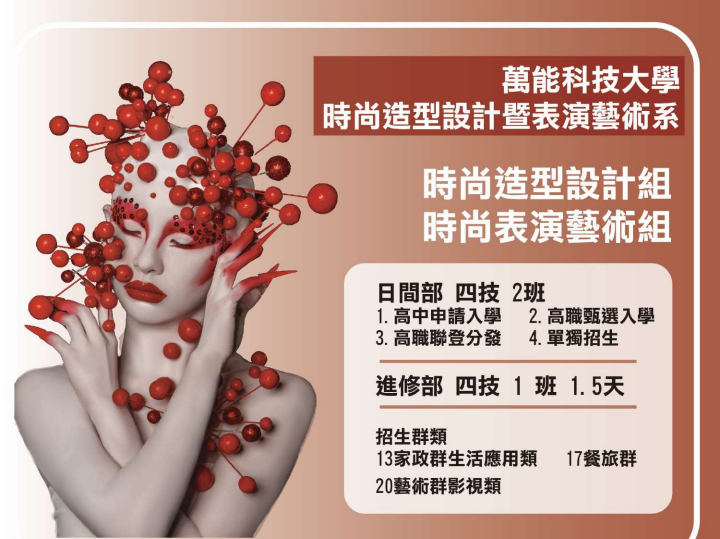 萬能科技大學
時尚造型設計暨表演藝術系
時尚造型設計組
時尚表演藝術組
日間部 四技 2班
1.高中申請入學 2.高職甄選入學
3.高職聯登分發 4.單獨招生
進修部 四技 1 班 1.5天
招生群類
13家政群生活應用類 17餐旅群
20藝術群影視類